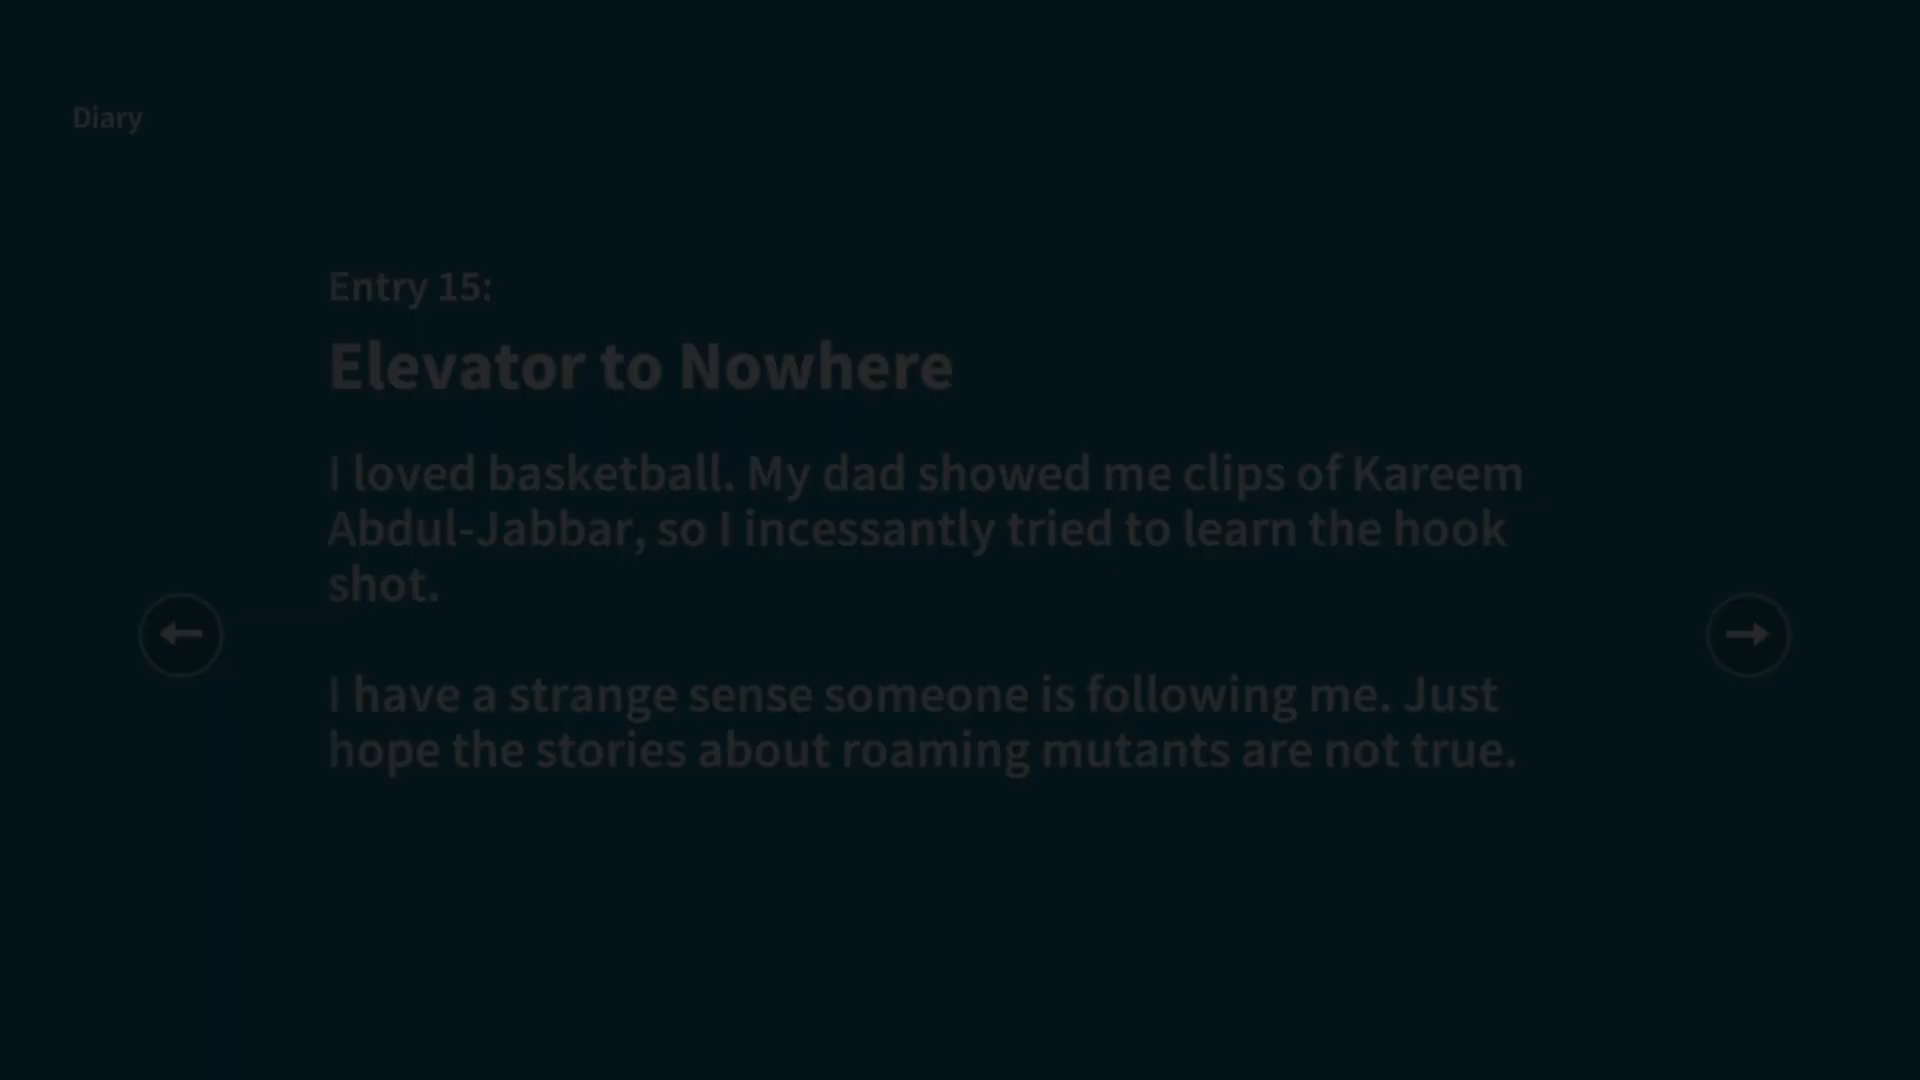 Diary
Entry 15:
Elevator to Nowhere
I loved basketball. My dad showed me clips of Kareem
Abdul-Jabbar, so I incessantly tried to learn the hook
shot.
I have a strange sense someone is following me. Just
hope the stories about roaming mutants are not true.